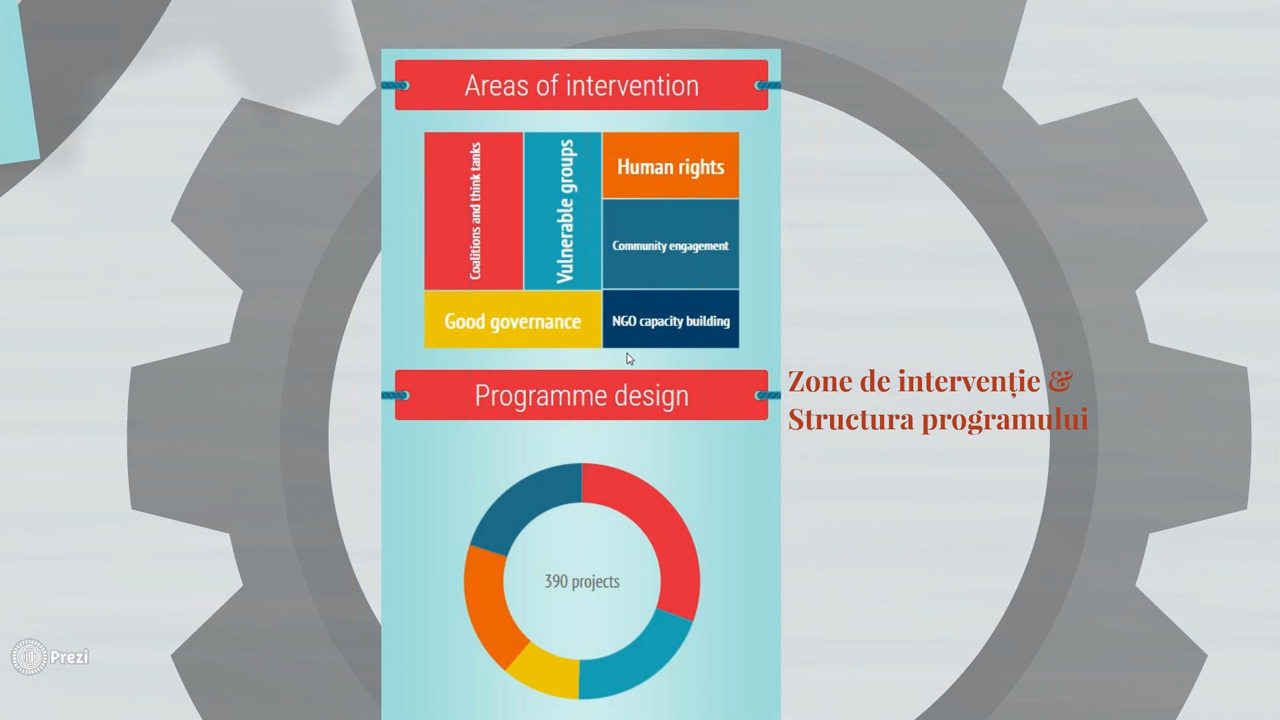 Areas of intervention
Coalitions and think tanks
Vulnerable groups
Human rights
Community engagement
Good governance
NGO capacity building
Programme design
390 projects
Zone de intervenție &
Structura programului
Prezi